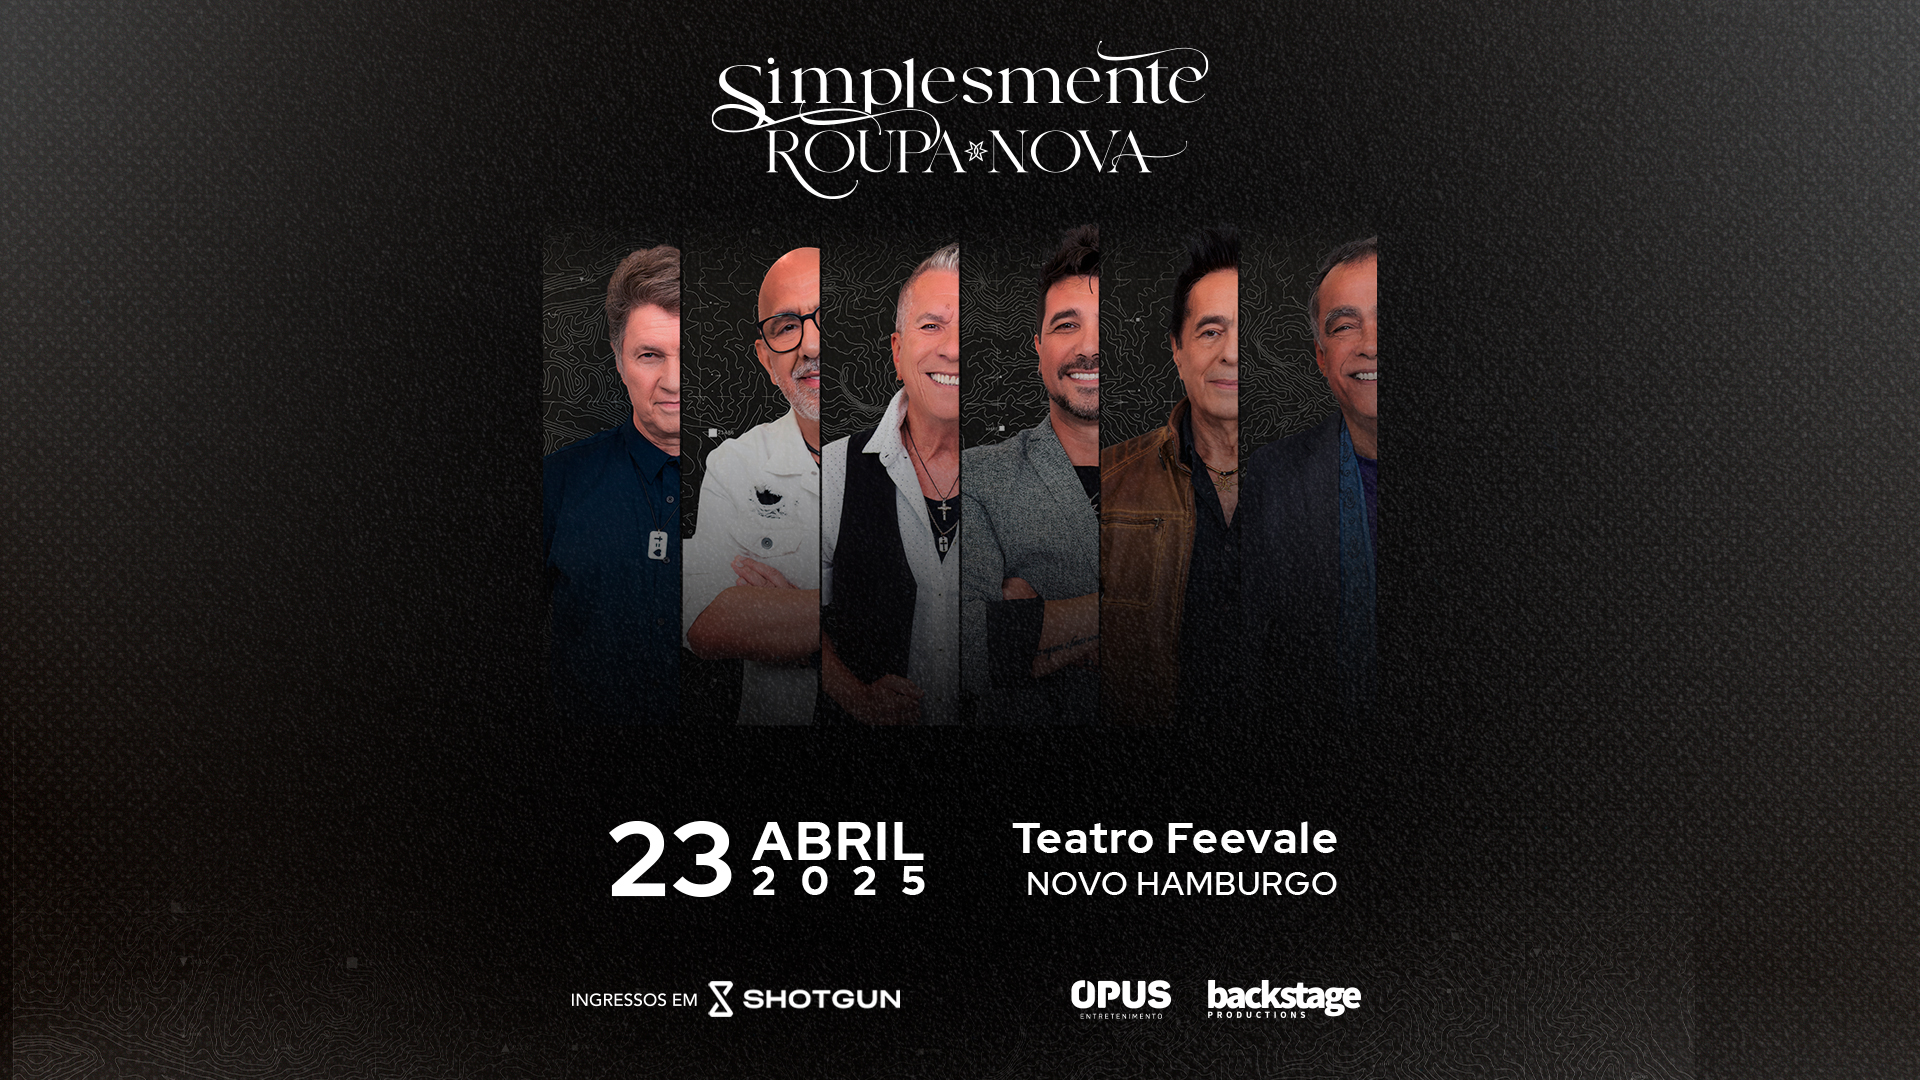 Simplesmente
ROUPA NOVA
23 ABRIL
2025
Teatro Feevale
NOVO HAMBURGO
INGRESSOS EM SHOTGUN
OPUS
ENTRETENIMENTO
backstage
PRODUCTIONS